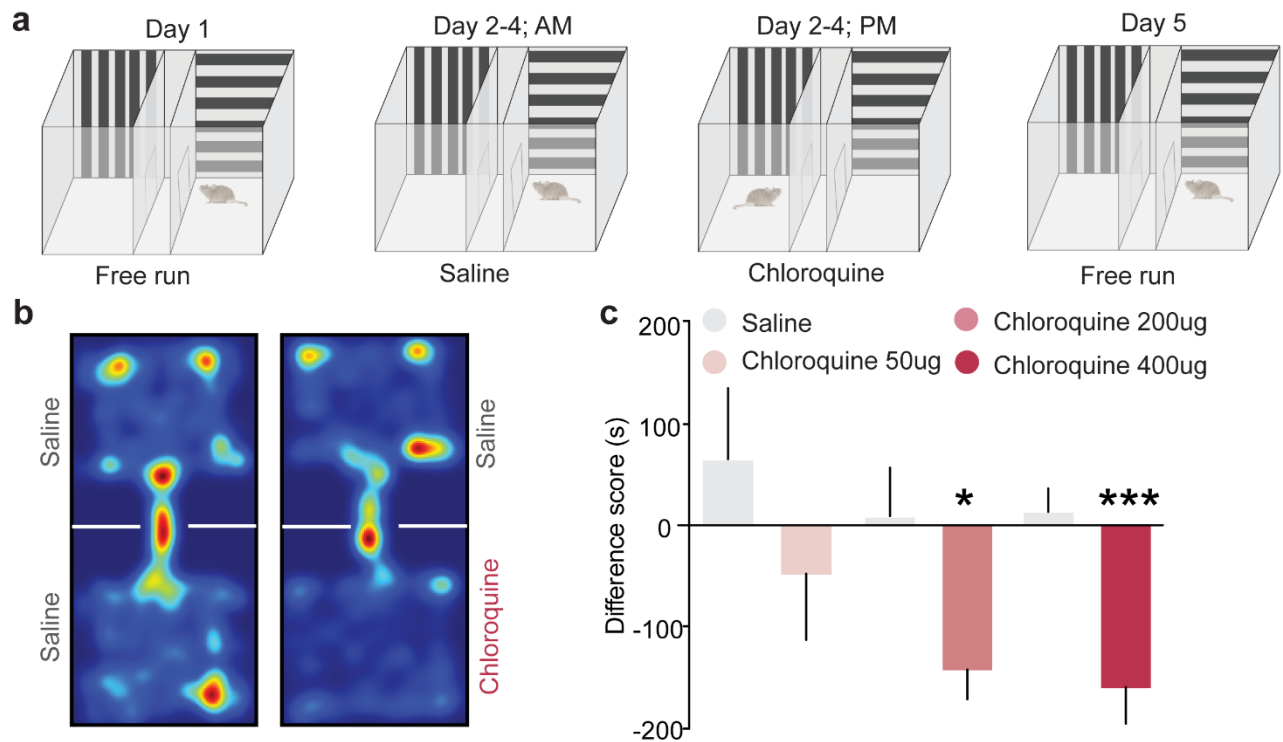 a
Day 1
Day 2-4; AM
Day 2-4; PM
Day 5
Free run
Saline
Chloroquine
Free run
b
Saline
Saline
Saline
Chloroquine
c
Saline
Chloroquine 50ug
Chloroquine 200ug
Chloroquine 400ug
Difference score (s)
200
100
0
-100
-200
*
***